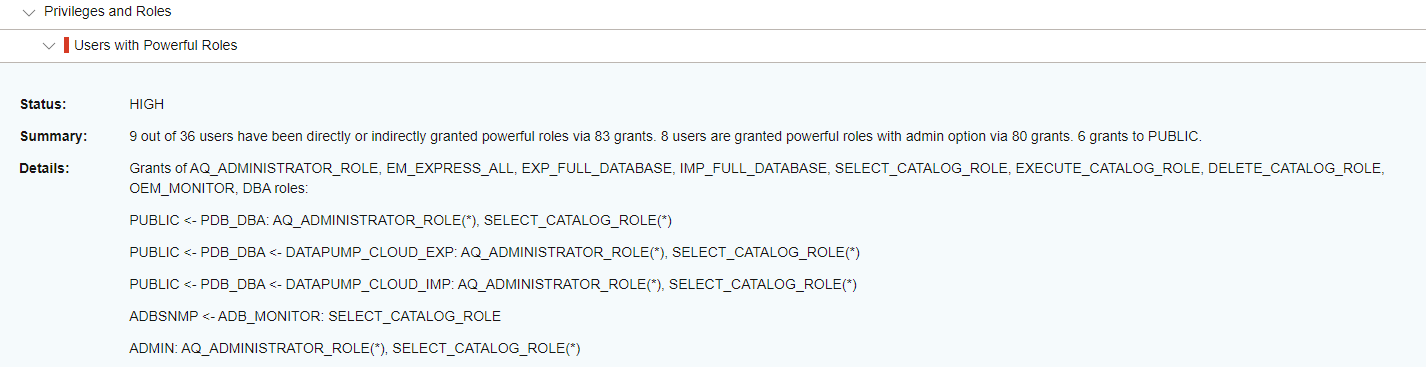 Privileges and Roles
Users with Powerful Roles
Status: HIGH
Summary: 9 out of 36 users have been directly or indirectly granted powerful roles via 83 grants. 8 users are granted powerful roles with admin option via 80 grants. 6 grants to PUBLIC.
Details: Grants of AQ_ADMINISTRATOR_ROLE, EM_EXPRESS_ALL, EXP_FULL_DATABASE, IMP_FULL_DATABASE, SELECT_CATALOG_ROLE, EXECUTE_CATALOG_ROLE, DELETE_CATALOG_ROLE,
OEM_MONITOR, DBA roles:
PUBLIC <- PDB_DBA: AQ_ADMINISTRATOR_ROLE(*), SELECT_CATALOG_ROLE(*)
PUBLIC <- PDB_DBA <- DATAPUMP_CLOUD_EXP: AQ_ADMINISTRATOR_ROLE(*), SELECT_CATALOG_ROLE(*)
PUBLIC <- PDB_DBA <- DATAPUMP_CLOUD_IMP: AQ_ADMINISTRATOR_ROLE(*), SELECT_CATALOG_ROLE(*)
ADBSNMP <- ADB_MONITOR: SELECT_CATALOG_ROLE
ADMIN: AQ_ADMINISTRATOR_ROLE(*), SELECT_CATALOG_ROLE(*)